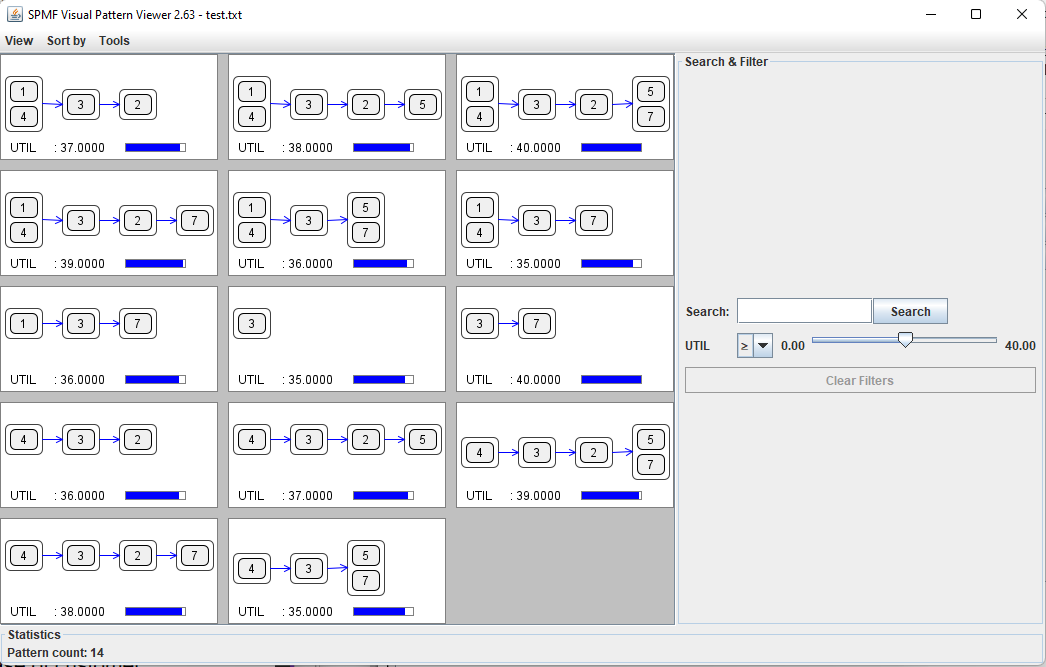 SPMF Visual Pattern Viewer 2.63 - test.txt
View Sort by Tools
1 4 3 2
UTIL : 37.0000
1 4 3 2 5
UTIL : 38.0000
1 4 3 2 5 7
UTIL : 40.0000
1 4 3 2 7
UTIL : 39.0000
1 4 3 5 7
UTIL : 36.0000
1 4 3 7
UTIL : 35.0000
1 3 7
UTIL : 36.0000
3
UTIL : 35.0000
3 7
UTIL : 40.0000
4 3 2
UTIL : 36.0000
4 3 2 5
UTIL : 37.0000
4 3 2 5 7
UTIL : 39.0000
4 3 2 7
UTIL : 38.0000
4 3 5 7
UTIL : 35.0000
Search & Filter
Search: Search
UTIL ≥ 0.00 40.00
Clear Filters
Statistics
Pattern count: 14